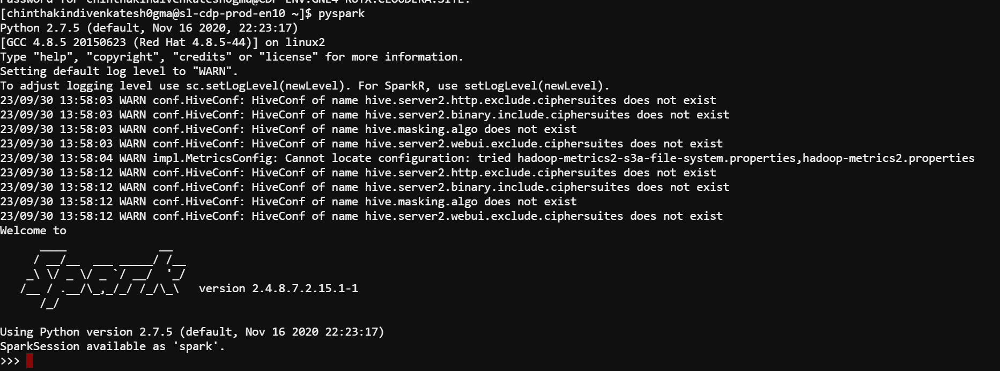 Password for chinthakindivenkatesh0gma@CDP
[chinthakindivenkatesh0gma@sl-cdp-prod-en10 ~]$ pyspark
Python 2.7.5 (default, Nov 16 2020, 22:23:17)
[GCC 4.8.5 20150623 (Red Hat 4.8.5-44)] on linux2
Type "help", "copyright", "credits" or "license" for more information.
Setting default log level to "WARN".
To adjust logging level use sc.setLogLevel(newLevel). For SparkR, use setLogLevel(newLevel).
23/09/30 13:58:03 WARN conf.HiveConf: HiveConf of name hive.server2.http.exclude.ciphersuites does not exist
23/09/30 13:58:03 WARN conf.HiveConf: HiveConf of name hive.server2.binary.include.ciphersuites does not exist
23/09/30 13:58:03 WARN conf.HiveConf: HiveConf of name hive.masking.algo does not exist
23/09/30 13:58:03 WARN conf.HiveConf: HiveConf of name hive.server2.webui.exclude.ciphersuites does not exist
23/09/30 13:58:04 WARN impl.MetricsConfig: Cannot locate configuration: tried hadoop-metrics2-s3a-file-system.properties,hadoop-metrics2.properties
23/09/30 13:58:12 WARN conf.HiveConf: HiveConf of name hive.server2.http.exclude.ciphersuites does not exist
23/09/30 13:58:12 WARN conf.HiveConf: HiveConf of name hive.server2.binary.include.ciphersuites does not exist
23/09/30 13:58:12 WARN conf.HiveConf: HiveConf of name hive.masking.algo does not exist
23/09/30 13:58:12 WARN conf.HiveConf: HiveConf of name hive.server2.webui.exclude.ciphersuites does not exist
Welcome to
Spark version 2.4.8.7.2.15.1-1
Using Python version 2.7.5 (default, Nov 16 2020 22:23:17)
SparkSession available as 'spark'.
>>>